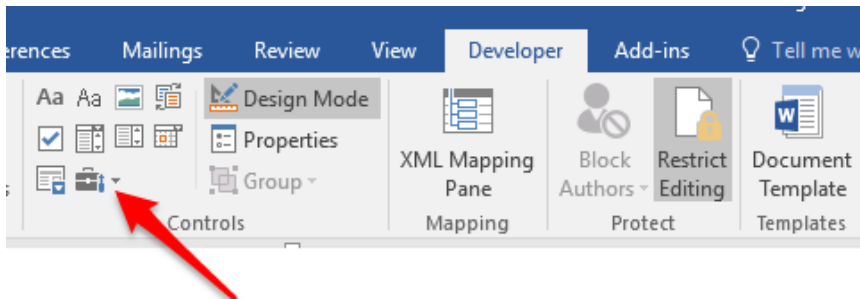 erences Mailings Review View Developer Add-ins Tell me w
Aa Aa Design Mode
Properties
Group
Controls
XML Mapping
Pane
Mapping
Block
Authors
Restrict
Editing
Protect
W
Document
Template
Templates